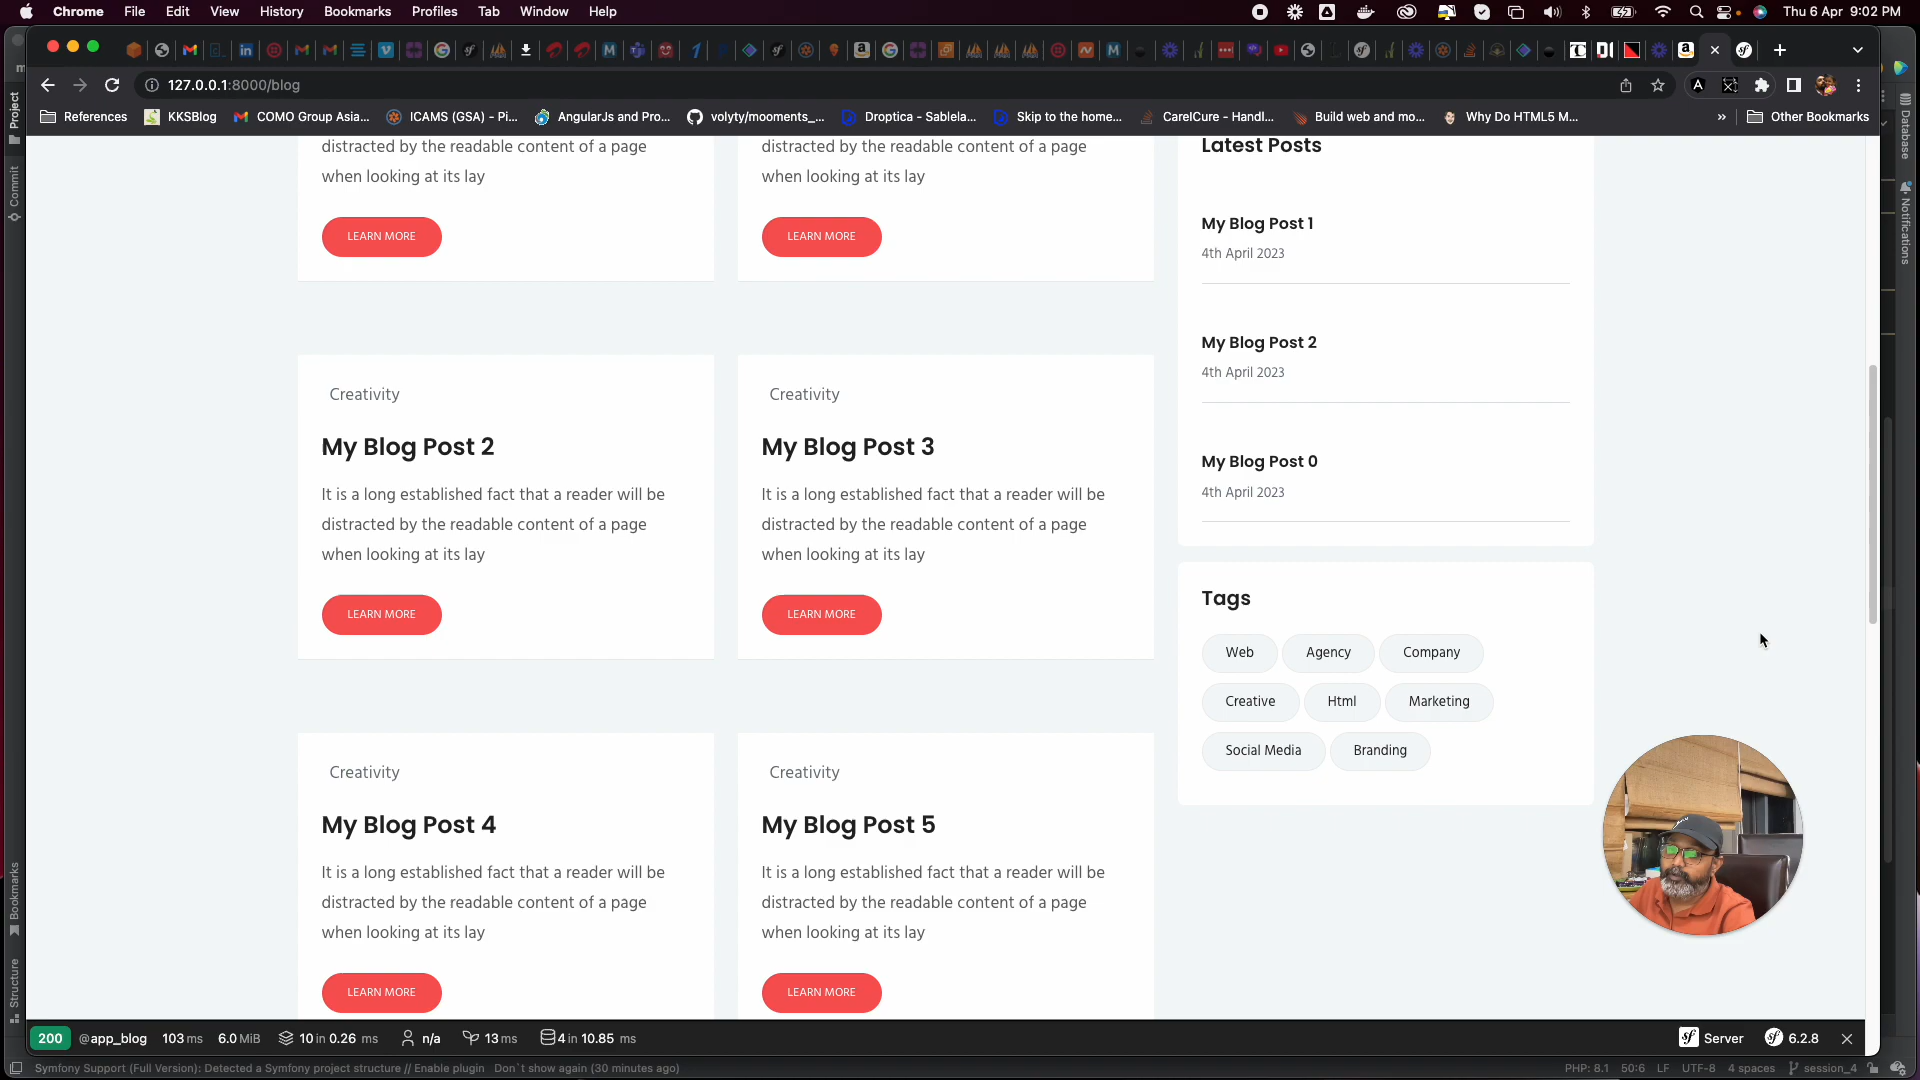 Chrome File Edit View History Bookmarks Profiles Tab Window Help
Thu 6 Apr 9:02 PM
127.0.0.1:8000/blog
References
KKSBlog
COMO Group Asia...
ICAMS (GSA) - Pi...
AngularJs and Pro...
volyty/mooments_...
Droptica - Sablela...
Skip to the home...
CarelCure - Handl...
Build web and mo...
Why Do HTML5 M...
»
Other Bookmarks
Project
Commit
Bookmarks
Structure
Database
Notifications
distracted by the readable content of a page
when looking at its lay
LEARN MORE
distracted by the readable content of a page
when looking at its lay
LEARN MORE
Creativity
My Blog Post 2
It is a long established fact that a reader will be
distracted by the readable content of a page
when looking at its lay
LEARN MORE
Creativity
My Blog Post 3
It is a long established fact that a reader will be
distracted by the readable content of a page
when looking at its lay
LEARN MORE
Creativity
My Blog Post 4
It is a long established fact that a reader will be
distracted by the readable content of a page
when looking at its lay
LEARN MORE
Creativity
My Blog Post 5
It is a long established fact that a reader will be
distracted by the readable content of a page
when looking at its lay
LEARN MORE
Latest Posts
My Blog Post 1
4th April 2023
My Blog Post 2
4th April 2023
My Blog Post 0
4th April 2023
Tags
Web Agency Company
Creative Html Marketing
Social Media Branding
200 @app_blog 103 ms 6.0 MiB 10 in 0.26 ms n/a 13 ms 4 in 10.85 ms
Server 6.2.8
Symfony Support (Full Version): Detected a Symfony project structure // Enable plugin Don`t show again (30 minutes ago)
PHP: 8.1 50:6 LF UTF-8 4 spaces session_4